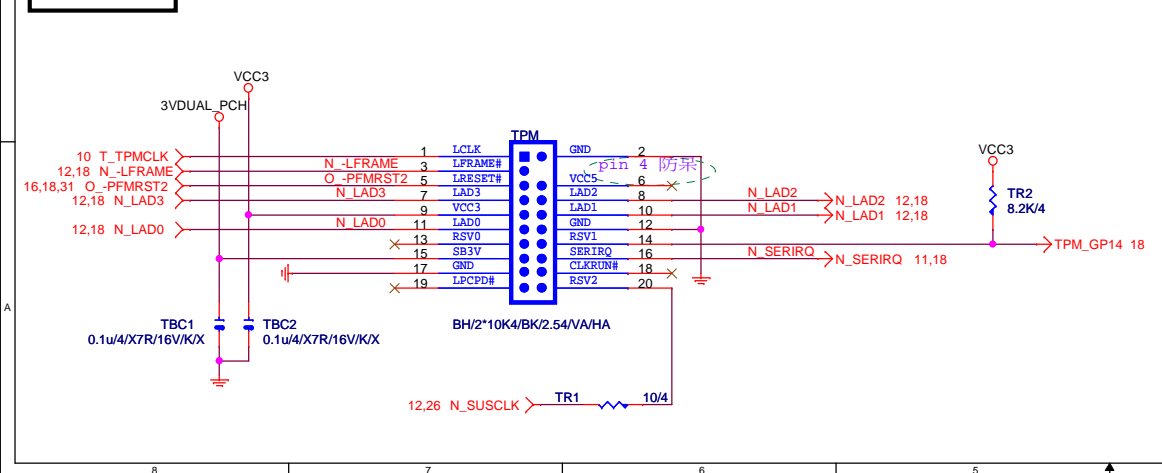 VCC3
3VDUAL_PCH
TPM
10 T_TPMCLK 1 LCLK GND 2
12,18 N_-LFRAME N_-LFRAME 3 LFRAME# pin 4 防呆
16,18,31 O_-PFMRST2 O_-PFMRST2 5 LRESET# VCC5 6
12,18 N_LAD3 N_LAD3 7 LAD3 LAD2 8 N_LAD2 N_LAD2 12,18
9 VCC3 LAD1 10 N_LAD1 N_LAD1 12,18
12,18 N_LAD0 N_LAD0 11 LAD0 GND 12
13 RSV0 RSV1 14 TPM_GP14 18
15 SB3V SERIRQ 16 N_SERIRQ N_SERIRQ 11,18
17 GND CLKRUN# 18
19 LPCPD# RSV2 20
VCC3
TR2
8.2K/4
TBC1
0.1u/4/X7R/16V/K/X
TBC2
0.1u/4/X7R/16V/K/X
BH/2*10K4/BK/2.54/VA/HA
12,26 N_SUSCLK TR1 10/4
A
8 7 6 5